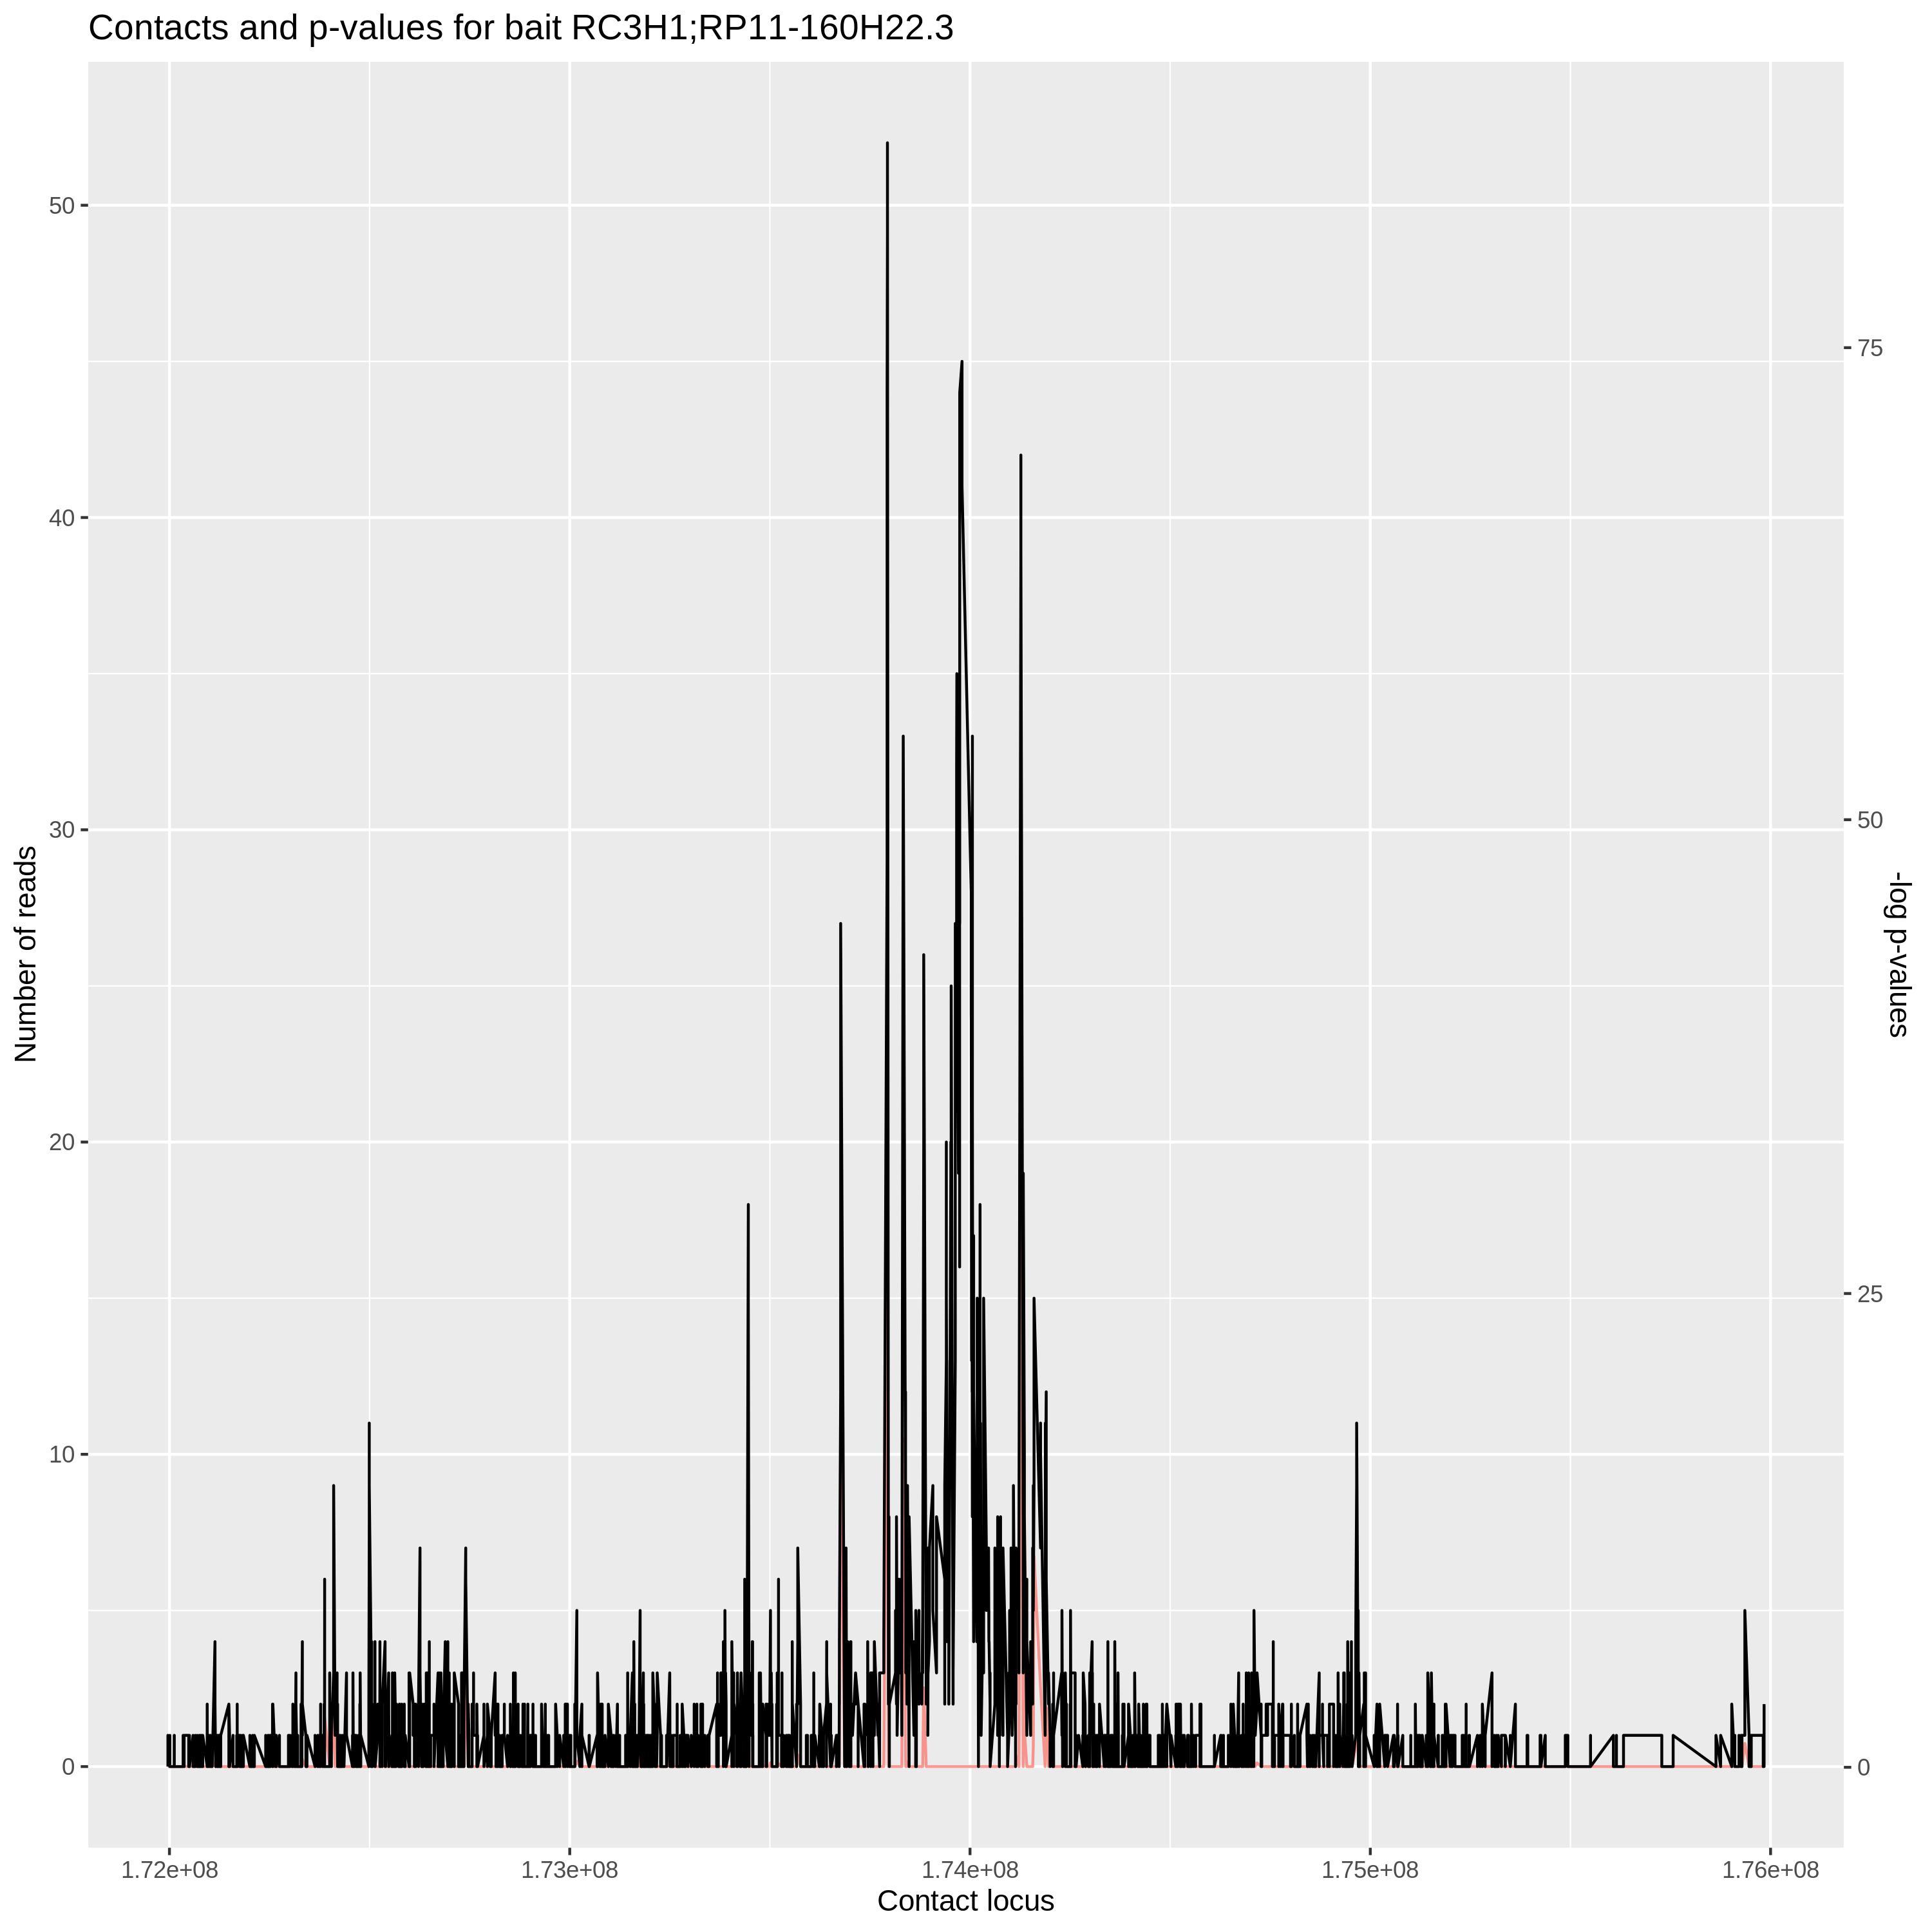 Contacts and p-values for bait RC3H1;RP11-160H22.3
50
40
30
20
10
0
Number of reads
75
50
25
0
-log p-values
1.72e+08
1.73e+08
1.74e+08
1.75e+08
1.76e+08
Contact locus